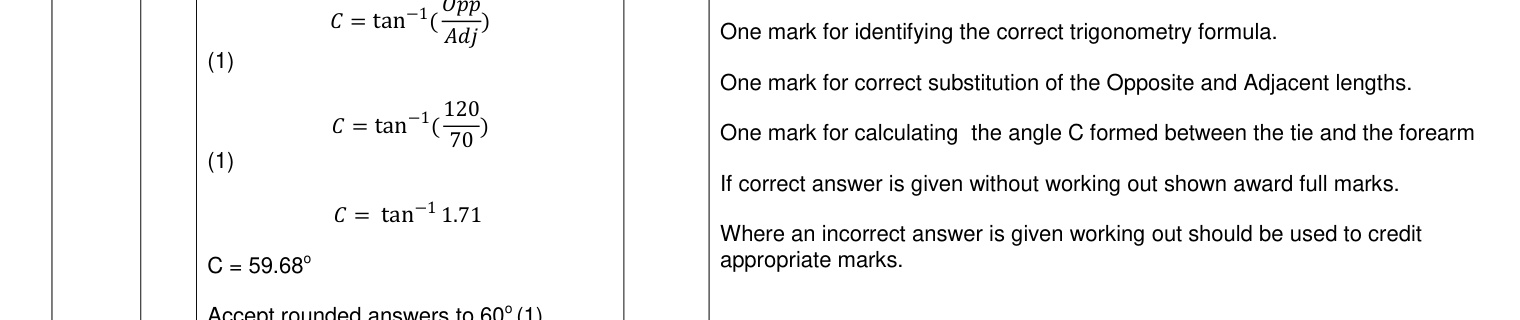 C = tan⁻¹(Opp/Adj)
(1)
C = tan⁻¹(120/70)
(1)
C = tan⁻¹ 1.71
C = 59.68º
Accept rounded answers to 60º (1)
One mark for identifying the correct trigonometry formula.
One mark for correct substitution of the Opposite and Adjacent lengths.
One mark for calculating  the angle C formed between the tie and the forearm
If correct answer is given without working out shown award full marks.
Where an incorrect answer is given working out should be used to credit
appropriate marks.